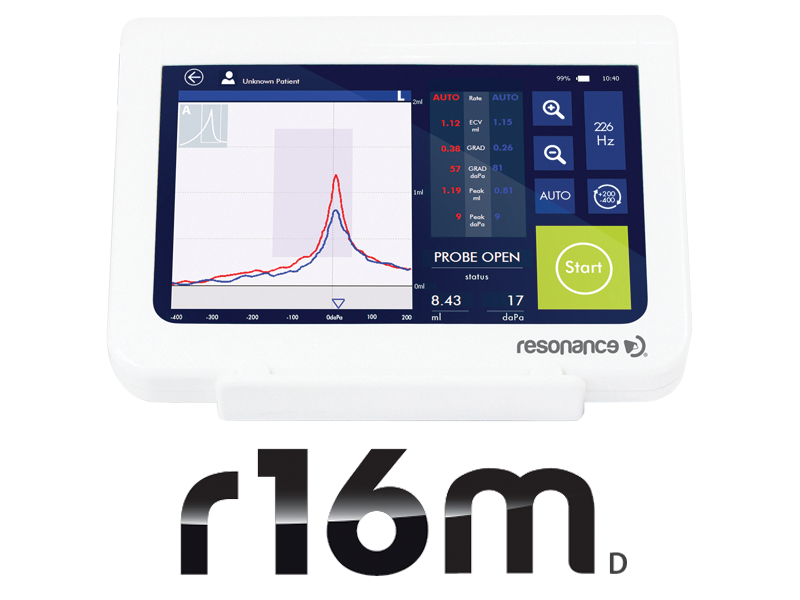 Unknown Patient
99% 10:40
L
A
2ml
1ml
0ml
-400 -300 -200 -100 0daPa 100 200
AUTO Rate AUTO
1.12 ECV ml 1.15
0.38 GRAD 0.26
57 GRAD daPa 81
1.19 Peak ml 0.81
9 Peak daPa 9
PROBE OPEN
status
8.43 17
ml daPa
226
Hz
AUTO
+200
-400
Start
resonance
®
r16m
D